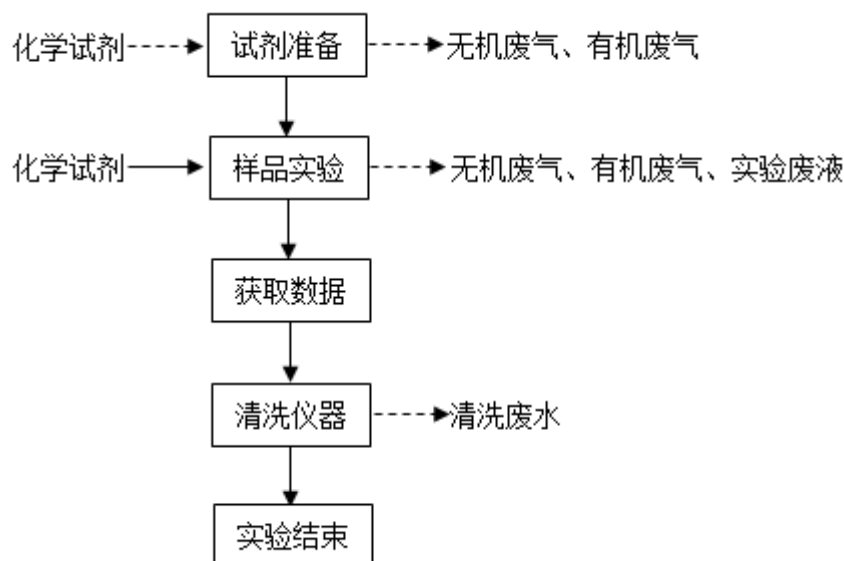 化学试剂 试剂准备 无机废气、有机废气
化学试剂 样品实验 无机废气、有机废气、实验废液
获取数据
清洗仪器 清洗废水
实验结束